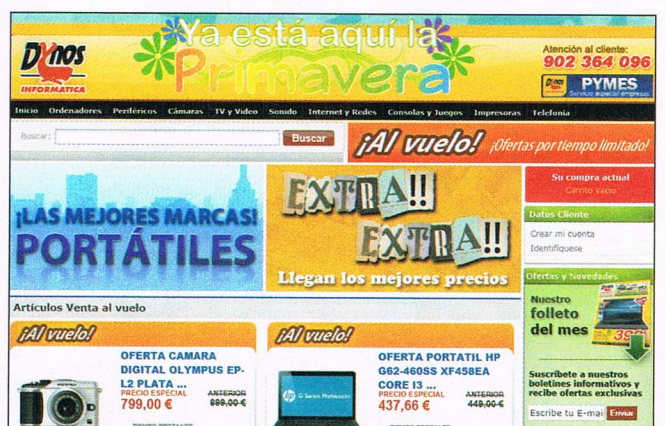 Ya está aquí la
Primavera
DYNOS
INFORMATICA
Atención al cliente:
902 364 096
DYNOS PYMES
Servicio especial empresas
Inicio Ordenadores Periféricos Cámaras TV y Video Sonido Internet y Redes Consolas y Juegos Impresoras Telefonía
Buscar: Buscar
¡Al vuelo! ¡Ofertas por tiempo limitado!
¡LAS MEJORES MARCAS!
PORTÁTILES
EXTRA!!
EXTRA!!
Llegan los mejores precios
Su compra actual
Carrito vacío
Datos Cliente
Crear mi cuenta
Identifíquese
Ofertas y Novedades
Nuestro
folleto
del mes
399
Suscríbete a nuestros
boletines informativos y
recibe ofertas exclusivas
Escribe tu E-mail Enviar
Artículos Venta al vuelo
¡Al vuelo!
OFERTA CAMARA
DIGITAL OLYMPUS EP-
L2 PLATA ...
PRECIO ESPECIAL ANTERIOR
799,00 € 899,00 €
¡Al vuelo!
OFERTA PORTATIL HP
G62-460SS XF458EA
CORE I3 ...
PRECIO ESPECIAL ANTERIOR
437,66 € 449,00 €